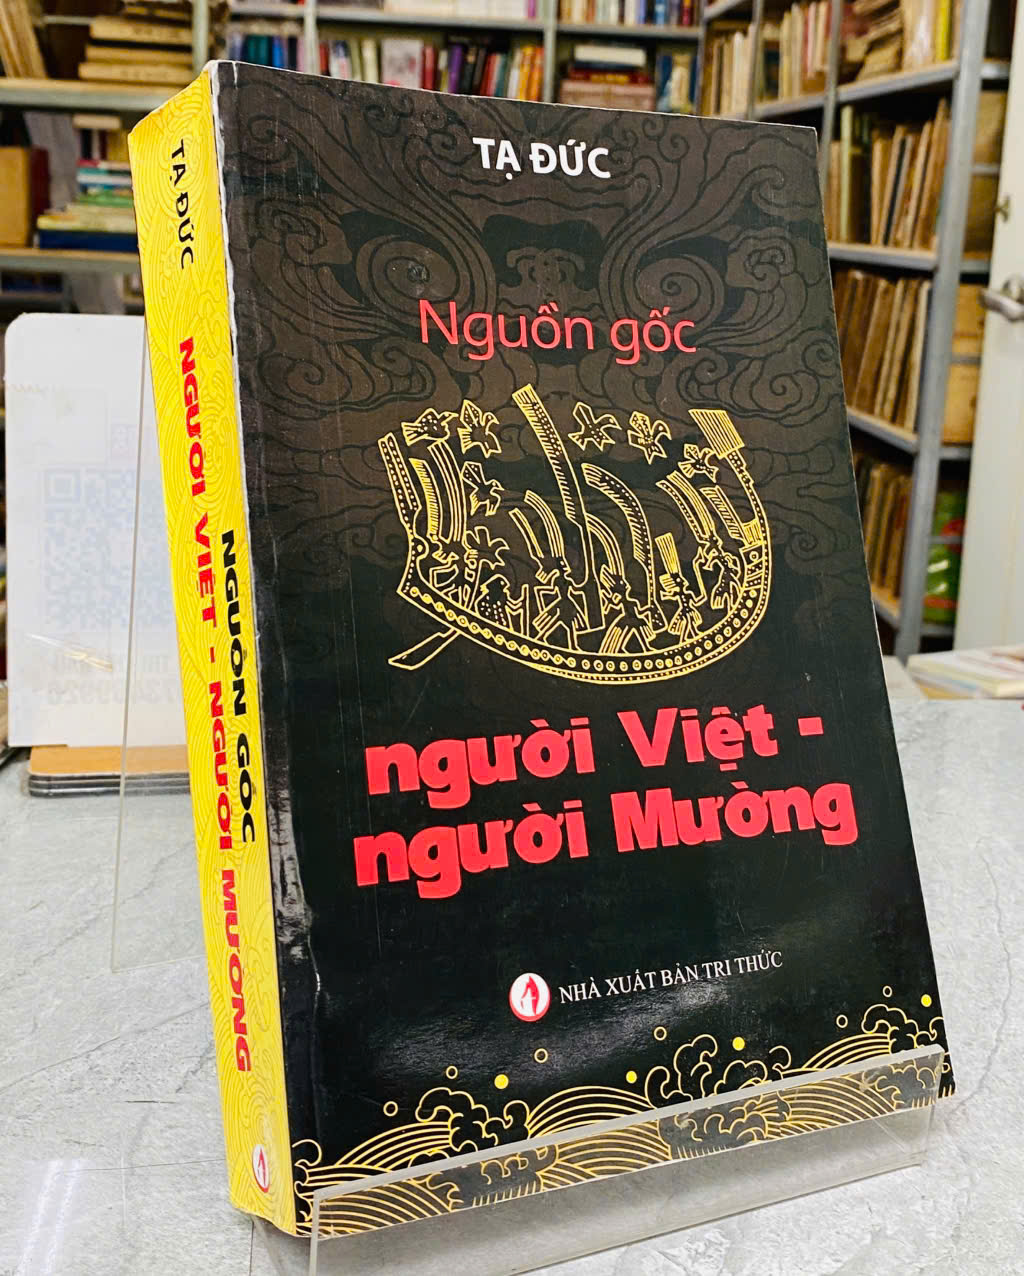 TẠ ĐỨC
Nguồn gốc
người Việt -
người Mường
NHÀ XUẤT BẢN TRI THỨC
TẠ ĐỨC
NGUỒN GỐC
NGƯỜI VIỆT - NGƯỜI MƯỜNG